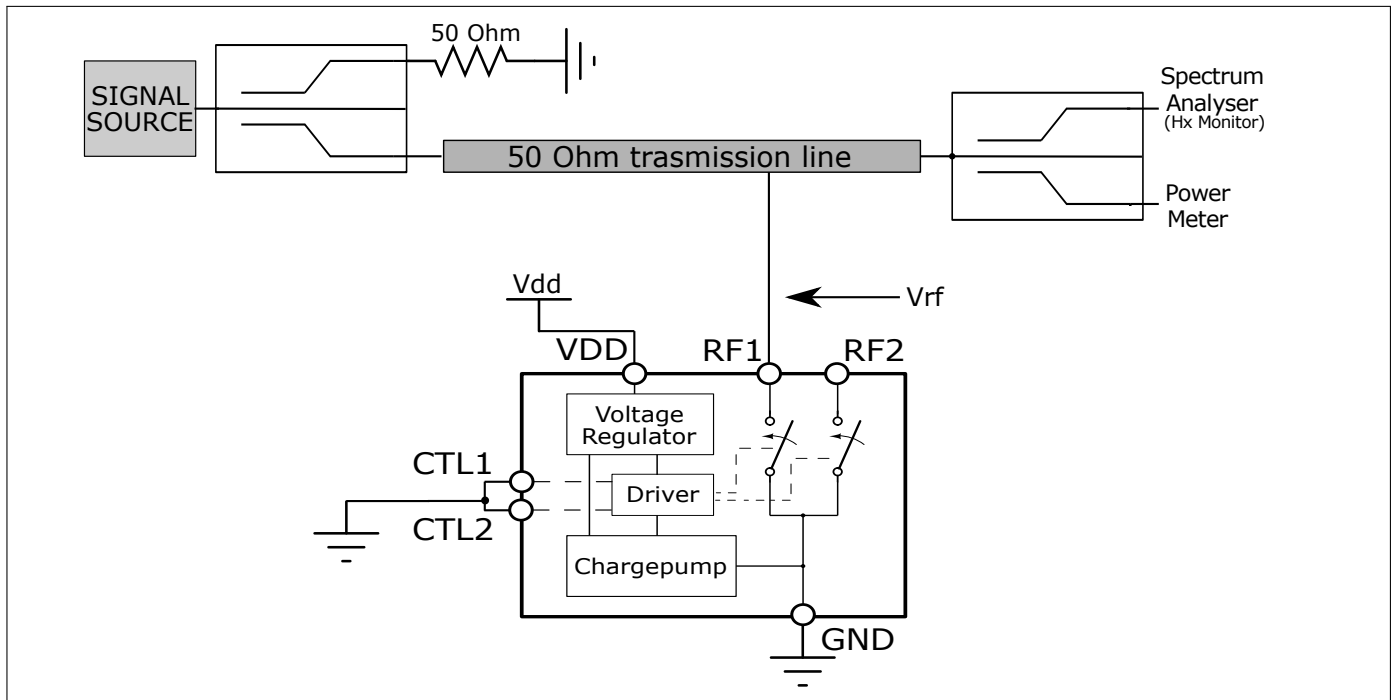 50 Ohm
SIGNAL
SOURCE
50 Ohm trasmission line
Spectrum
Analyser
(Hx Monitor)
Power
Meter
Vdd
Vrf
VDD
RF1
RF2
Voltage
Regulator
CTL1
Driver
CTL2
Chargepump
GND